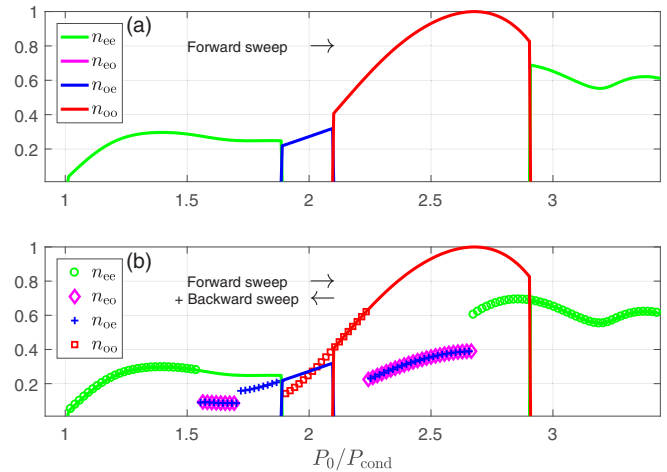 1
0.8
0.6
0.4
0.2
(a)
n_ee
n_eo
n_oe
n_oo
Forward sweep →
1 1.5 2 2.5 3
1
0.8
0.6
0.4
0.2
(b)
n_ee
n_eo
n_oe
n_oo
Forward sweep →
+ Backward sweep ←
1 1.5 2 2.5 3
P_0/P_cond